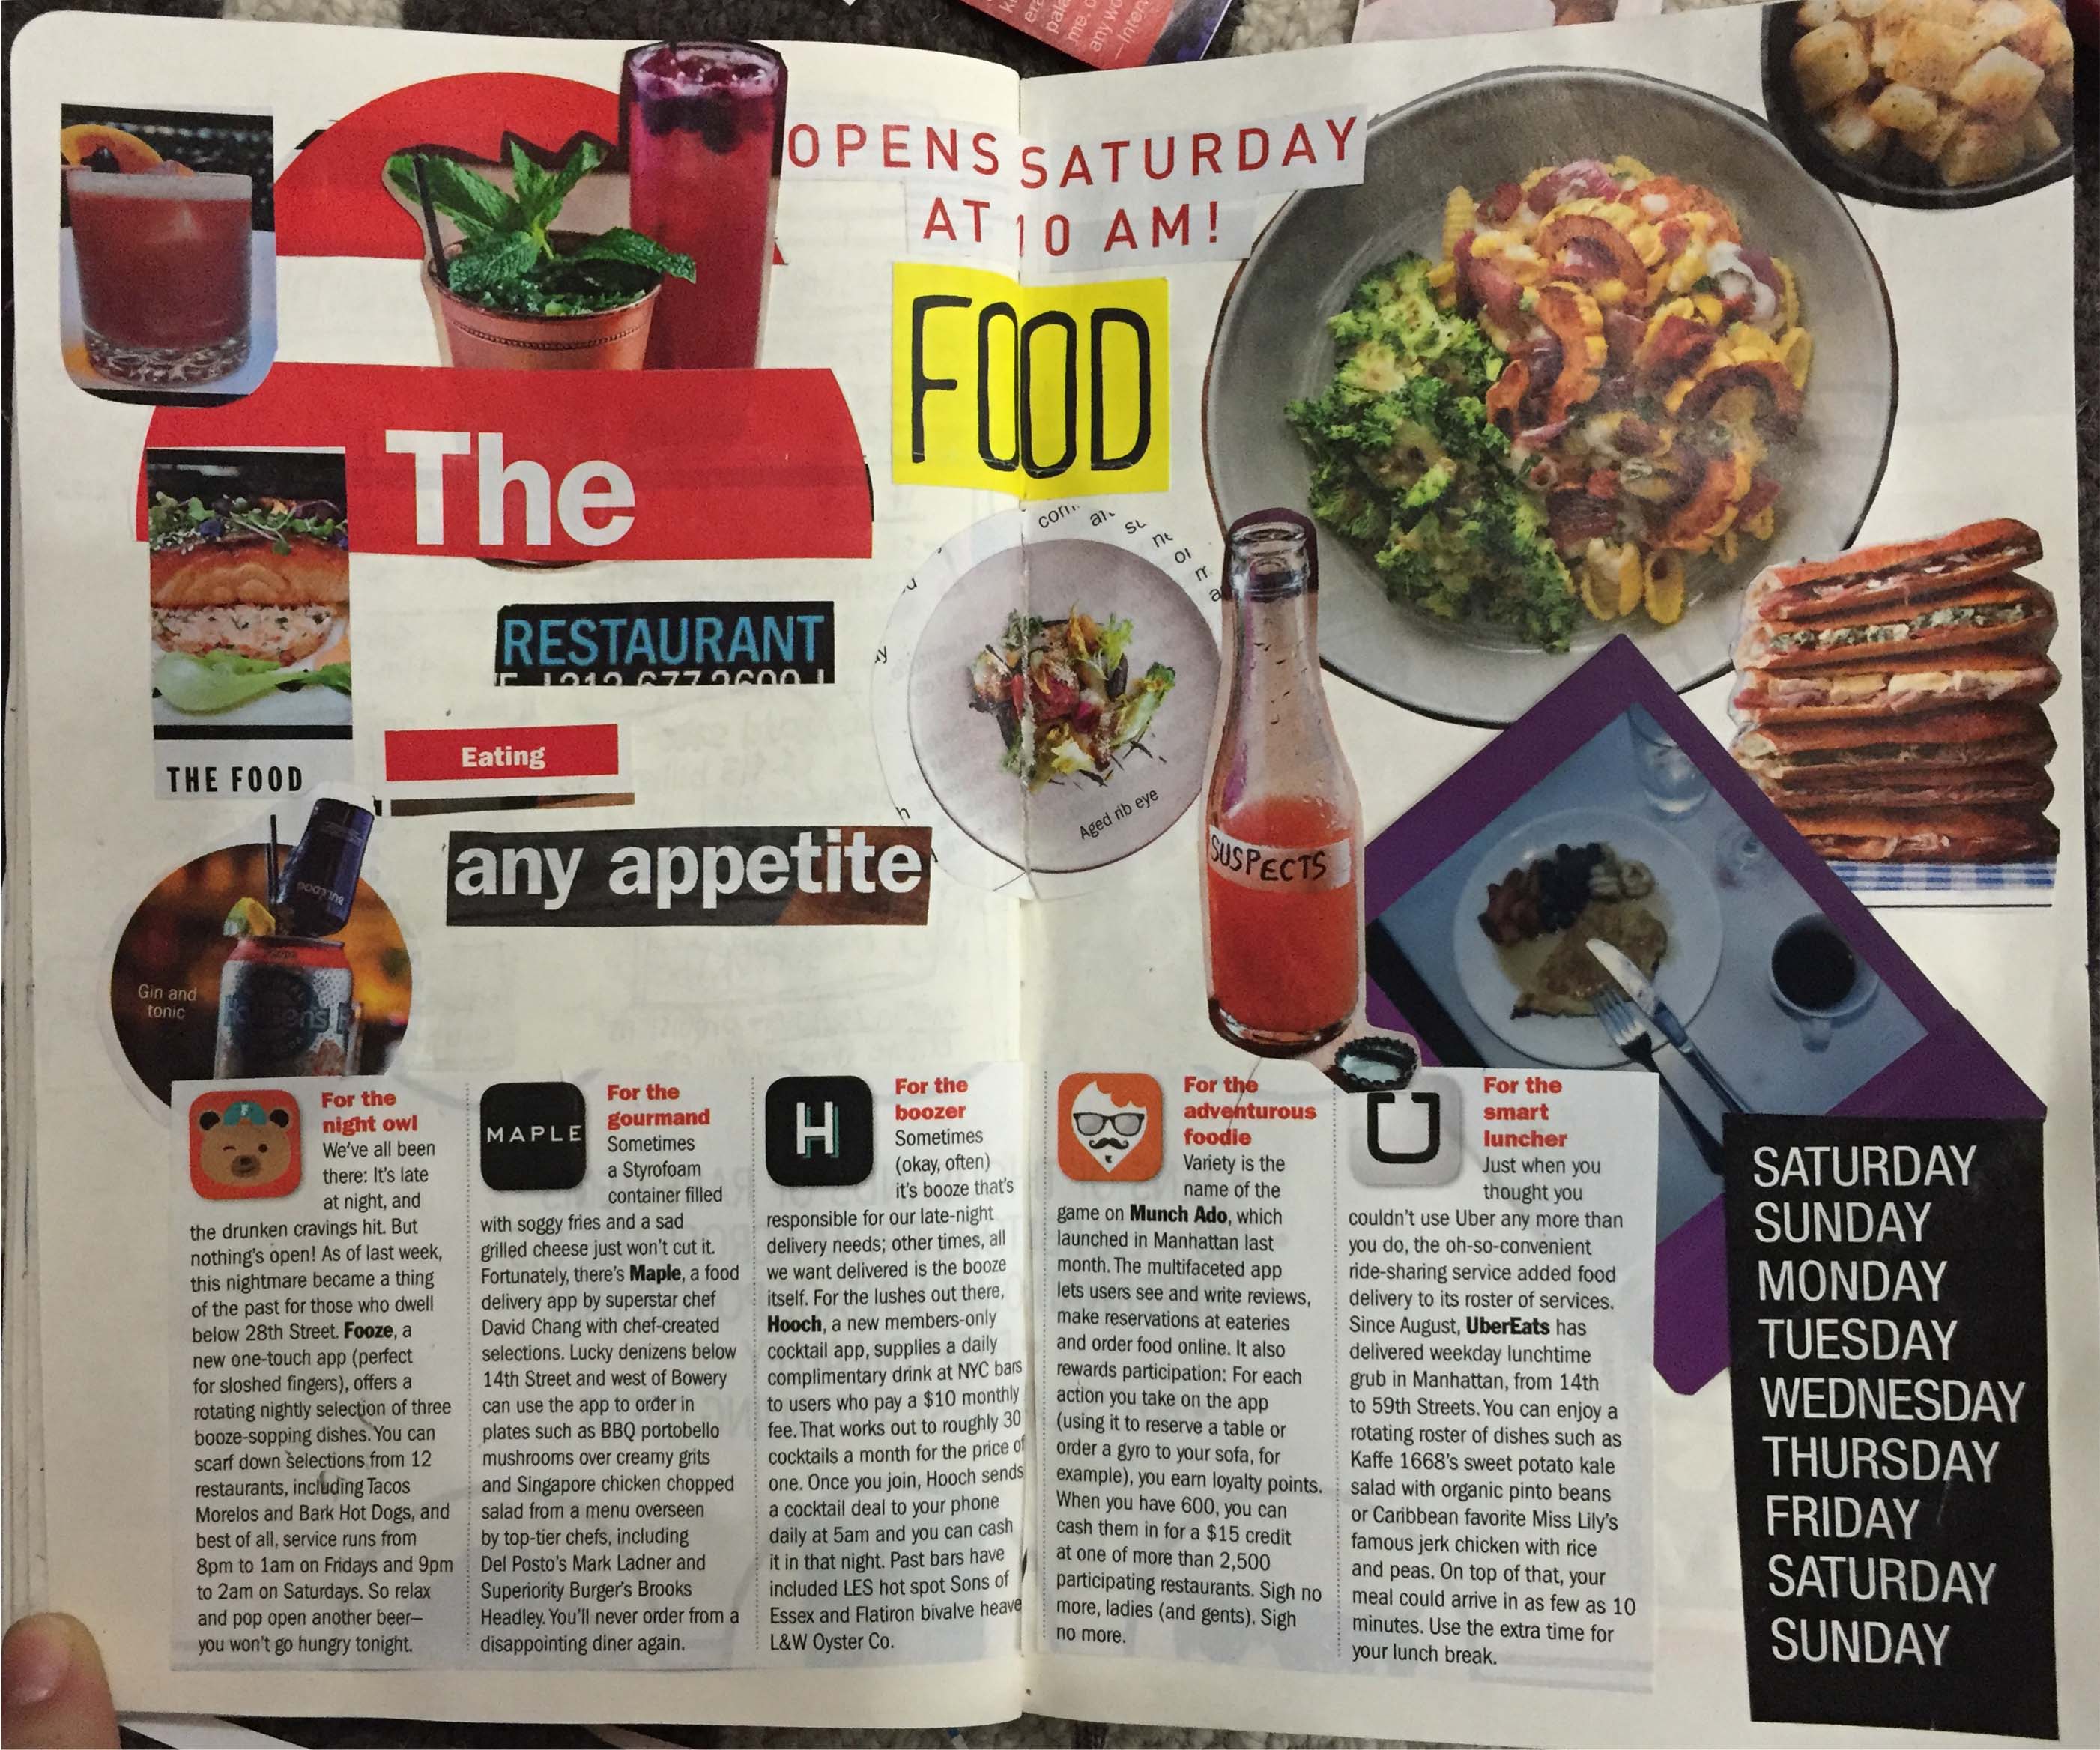 OPENS SATURDAY
AT 10 AM!
FOOD
The
RESTAURANT
THE FOOD
Eating
any appetite
Aged rib eye
SUSPECTS
BULLDOG
Gin and
tonic
For the
night owl
We've all been
there: It's late
at night, and
the drunken cravings hit. But
nothing's open! As of last week,
this nightmare became a thing
of the past for those who dwell
below 28th Street. Fooze, a
new one-touch app (perfect
for sloshed fingers), offers a
rotating nightly selection of three
booze-sopping dishes. You can
scarf down selections from 12
restaurants, including Tacos
Morelos and Bark Hot Dogs, and
best of all, service runs from
8pm to 1am on Fridays and 9pm
to 2am on Saturdays. So relax
and pop open another beer—
you won't go hungry tonight.
MAPLE
For the
gourmand
Sometimes
a Styrofoam
container filled
with soggy fries and a sad
grilled cheese just won't cut it.
Fortunately, there's Maple, a food
delivery app by superstar chef
David Chang with chef-created
selections. Lucky denizens below
14th Street and west of Bowery
can use the app to order in
plates such as BBQ portobello
mushrooms over creamy grits
and Singapore chicken chopped
salad from a menu overseen
by top-tier chefs, including
Del Posto's Mark Ladner and
Superiority Burger's Brooks
Headley. You'll never order from a
disappointing diner again.
H
For the
boozer
Sometimes
(okay, often)
it's booze that's
responsible for our late-night
delivery needs; other times, all
we want delivered is the booze
itself. For the lushes out there,
Hooch, a new members-only
cocktail app, supplies a daily
complimentary drink at NYC bars
to users who pay a $10 monthly
fee. That works out to roughly 30
cocktails a month for the price of
one. Once you join, Hooch sends
a cocktail deal to your phone
daily at 5am and you can cash
it in that night. Past bars have
included LES hot spot Sons of
Essex and Flatiron bivalve heave
L&W Oyster Co.
For the
adventurous
foodie
Variety is the
name of the
game on Munch Ado, which
launched in Manhattan last
month. The multifaceted app
lets users see and write reviews,
make reservations at eateries
and order food online. It also
rewards participation: For each
action you take on the app
(using it to reserve a table or
order a gyro to your sofa, for
example), you earn loyalty points.
When you have 600, you can
cash them in for a $15 credit
at one of more than 2,500
participating restaurants. Sigh no
more, ladies (and gents). Sigh
no more.
For the
smart
luncher
Just when you
thought you
couldn't use Uber any more than
you do, the oh-so-convenient
ride-sharing service added food
delivery to its roster of services.
Since August, UberEats has
delivered weekday lunchtime
grub in Manhattan, from 14th
to 59th Streets. You can enjoy a
rotating roster of dishes such as
Kaffe 1668's sweet potato kale
salad with organic pinto beans
or Caribbean favorite Miss Lily's
famous jerk chicken with rice
and peas. On top of that, your
meal could arrive in as few as 10
minutes. Use the extra time for
your lunch break.
SATURDAY
SUNDAY
MONDAY
TUESDAY
WEDNESDAY
THURSDAY
FRIDAY
SATURDAY
SUNDAY